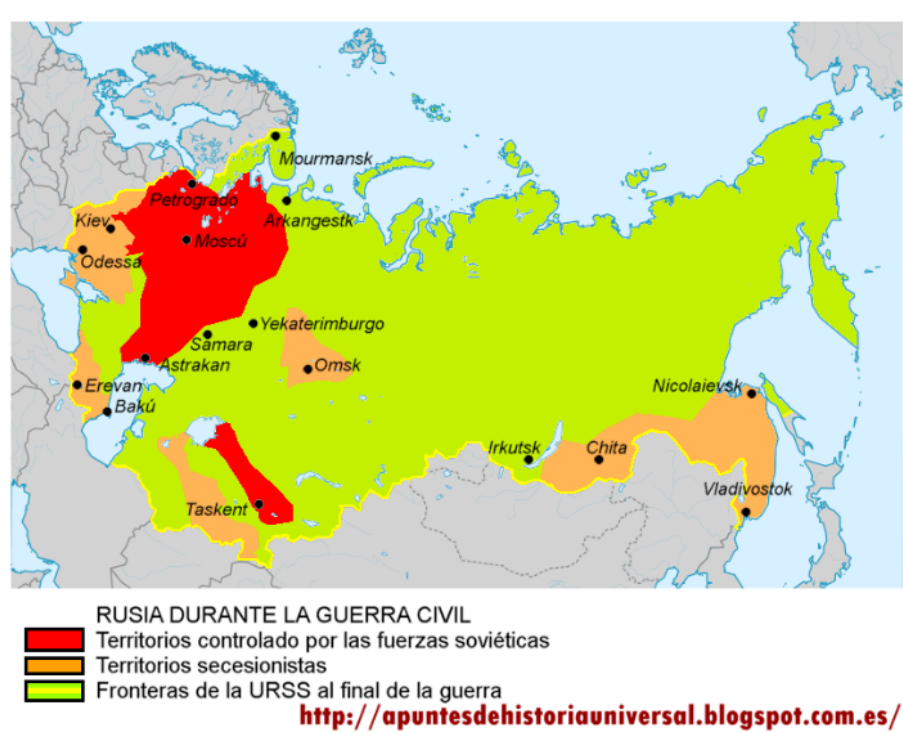 Mourmansk
Petrogrado
Arkangestk
Kiev
Moscú
Odessa
Yekaterimburgo
Samara
Astrakan
Omsk
Erevan
Nicolaievsk
Bakú
Irkutsk
Chita
Vladivostok
Taskent
RUSIA DURANTE LA GUERRA CIVIL
Territorios controlado por las fuerzas soviéticas
Territorios secesionistas
Fronteras de la URSS al final de la guerra
http://apuntesdehistoriauniversal.blogspot.com.es/